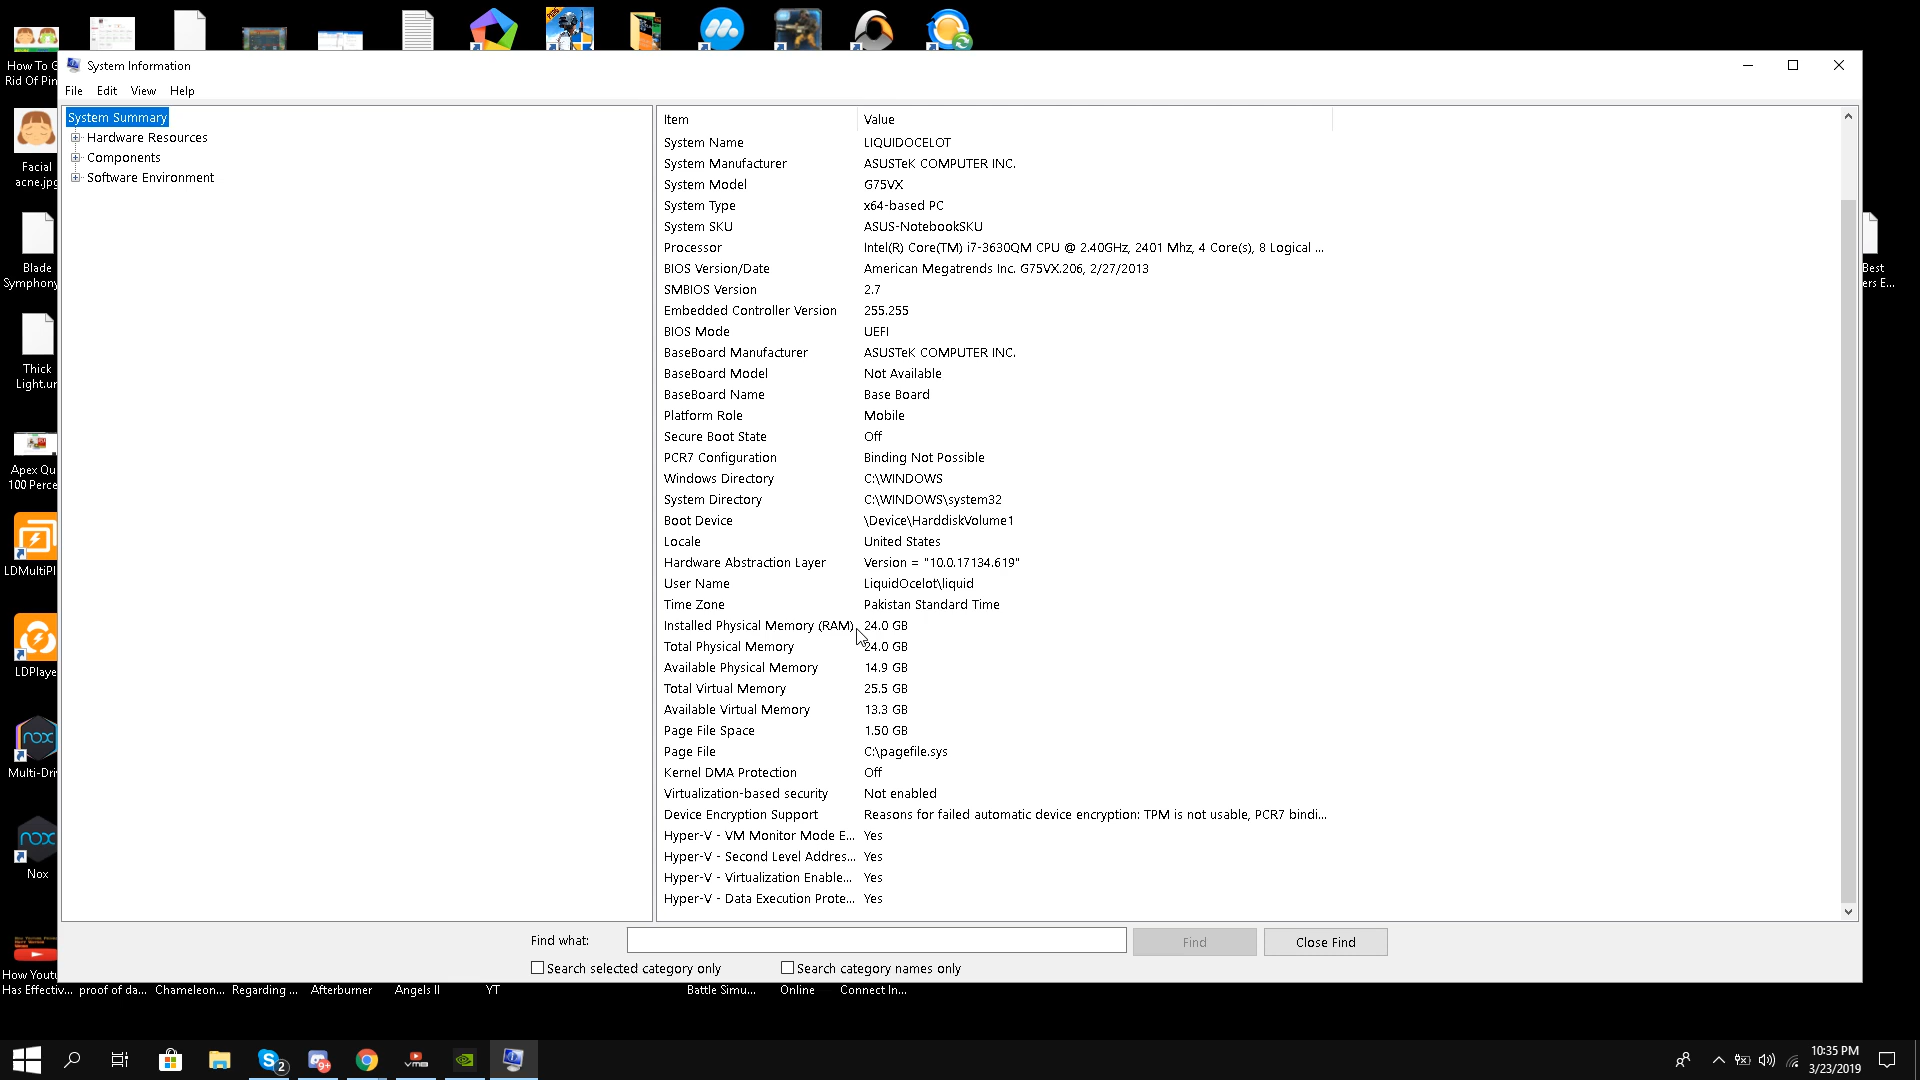 System Information
File Edit View Help
System Summary
Hardware Resources
Components
Software Environment
Item Value
System Name LIQUIDOCELOT
System Manufacturer ASUSTeK COMPUTER INC.
System Model G75VX
System Type x64-based PC
System SKU ASUS-NotebookSKU
Processor Intel(R) Core(TM) i7-3630QM CPU @ 2.40GHz, 2401 Mhz, 4 Core(s), 8 Logical ...
BIOS Version/Date American Megatrends Inc. G75VX.206, 2/27/2013
SMBIOS Version 2.7
Embedded Controller Version 255.255
BIOS Mode UEFI
BaseBoard Manufacturer ASUSTeK COMPUTER INC.
BaseBoard Model Not Available
BaseBoard Name Base Board
Platform Role Mobile
Secure Boot State Off
PCR7 Configuration Binding Not Possible
Windows Directory C:\WINDOWS
System Directory C:\WINDOWS\system32
Boot Device \Device\HarddiskVolume1
Locale United States
Hardware Abstraction Layer Version = "10.0.17134.619"
User Name LiquidOcelot\liquid
Time Zone Pakistan Standard Time
Installed Physical Memory (RAM) 24.0 GB
Total Physical Memory 24.0 GB
Available Physical Memory 14.9 GB
Total Virtual Memory 25.5 GB
Available Virtual Memory 13.3 GB
Page File Space 1.50 GB
Page File C:\pagefile.sys
Kernel DMA Protection Off
Virtualization-based security Not enabled
Device Encryption Support Reasons for failed automatic device encryption: TPM is not usable, PCR7 bindi...
Hyper-V - VM Monitor Mode E... Yes
Hyper-V - Second Level Addres... Yes
Hyper-V - Virtualization Enable... Yes
Hyper-V - Data Execution Prote... Yes
Find what: Find Close Find
Search selected category only Search category names only
How To G
Rid Of Pin
Facial
acne.jpg
Blade
Symphony
Thick
Light.ur
Apex Qu
100 Perce
LDMultiPl
LDPlaye
nox
Multi-Dri
nox
Nox
How Yout
Has Effectiv... proof of da... Chameleon... Regarding ... Afterburner Angels II YT Battle Simu... Online Connect In...
Best
ers E...
2 9+
10:35 PM
3/23/2019